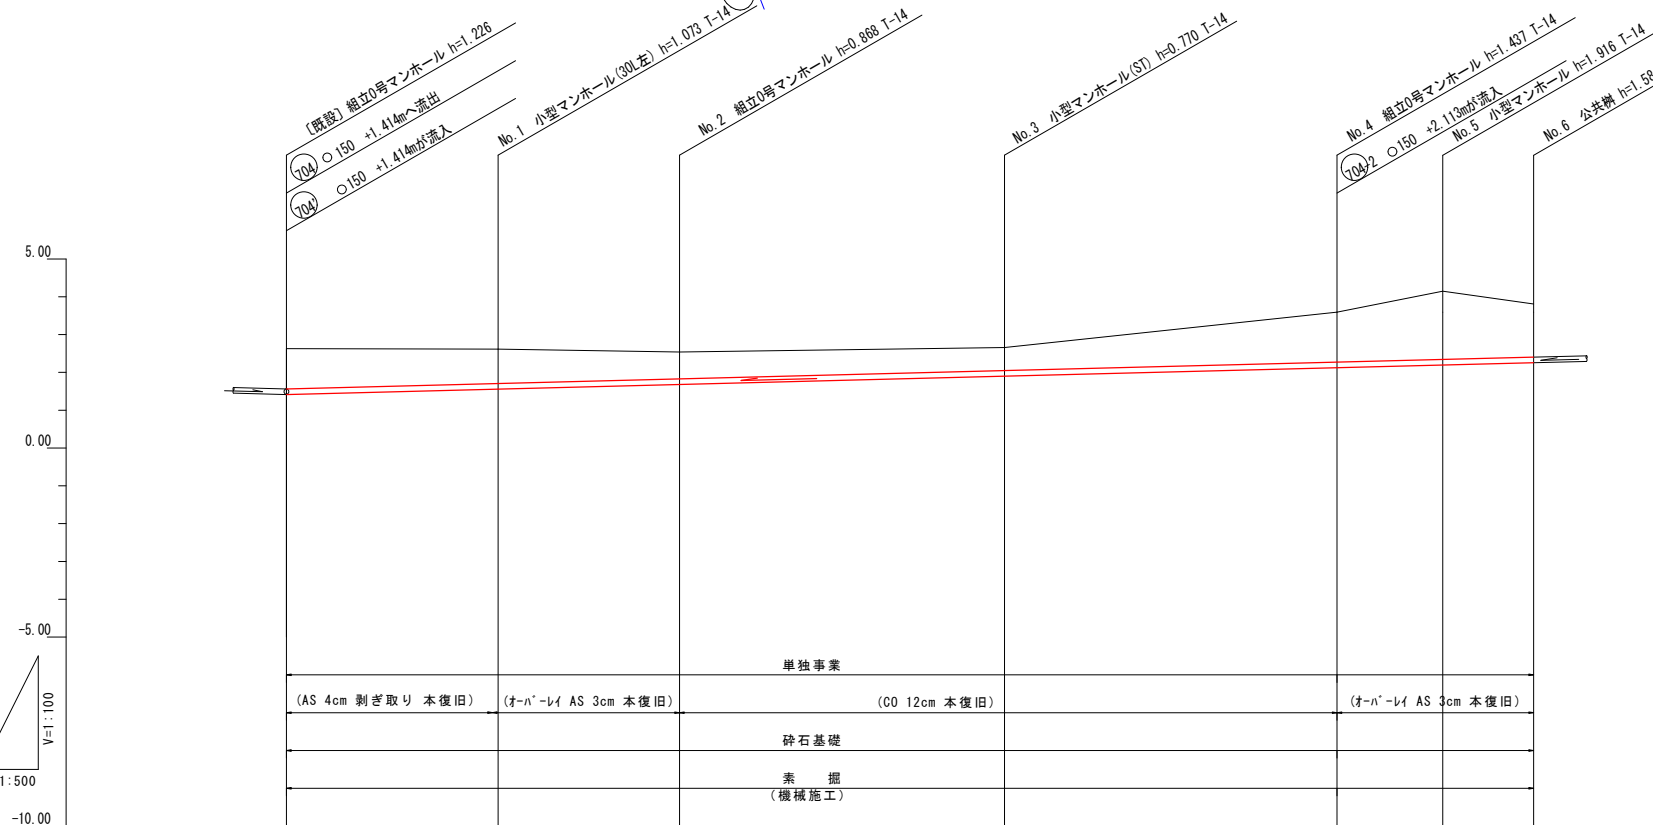 〔既設〕組立0号マンホール h=1.226
704 ○150 +1.414mへ流出
704' ○150 +1.414mが流入
No.1 小型マンホール(30L左) h=1.073 T-14
No.2 組立0号マンホール h=0.868 T-14
No.3 小型マンホール(ST) h=0.770 T-14
No.4 組立0号マンホール h=1.437 T-14
704-2 ○150 +2.113mが流入
No.5 小型マンホール h=1.916 T-14
No.6 公共桝 h=1.58
5.00
0.00
-5.00
-10.00
V=1:100
1:500
単独事業
(AS 4cm 剥ぎ取り 本復旧)
(ｵｰﾊﾞｰﾚｲ AS 3cm 本復旧)
(CO 12cm 本復旧)
(ｵｰﾊﾞｰﾚｲ AS 3cm 本復旧)
砕石基礎
素 掘
(機械施工)